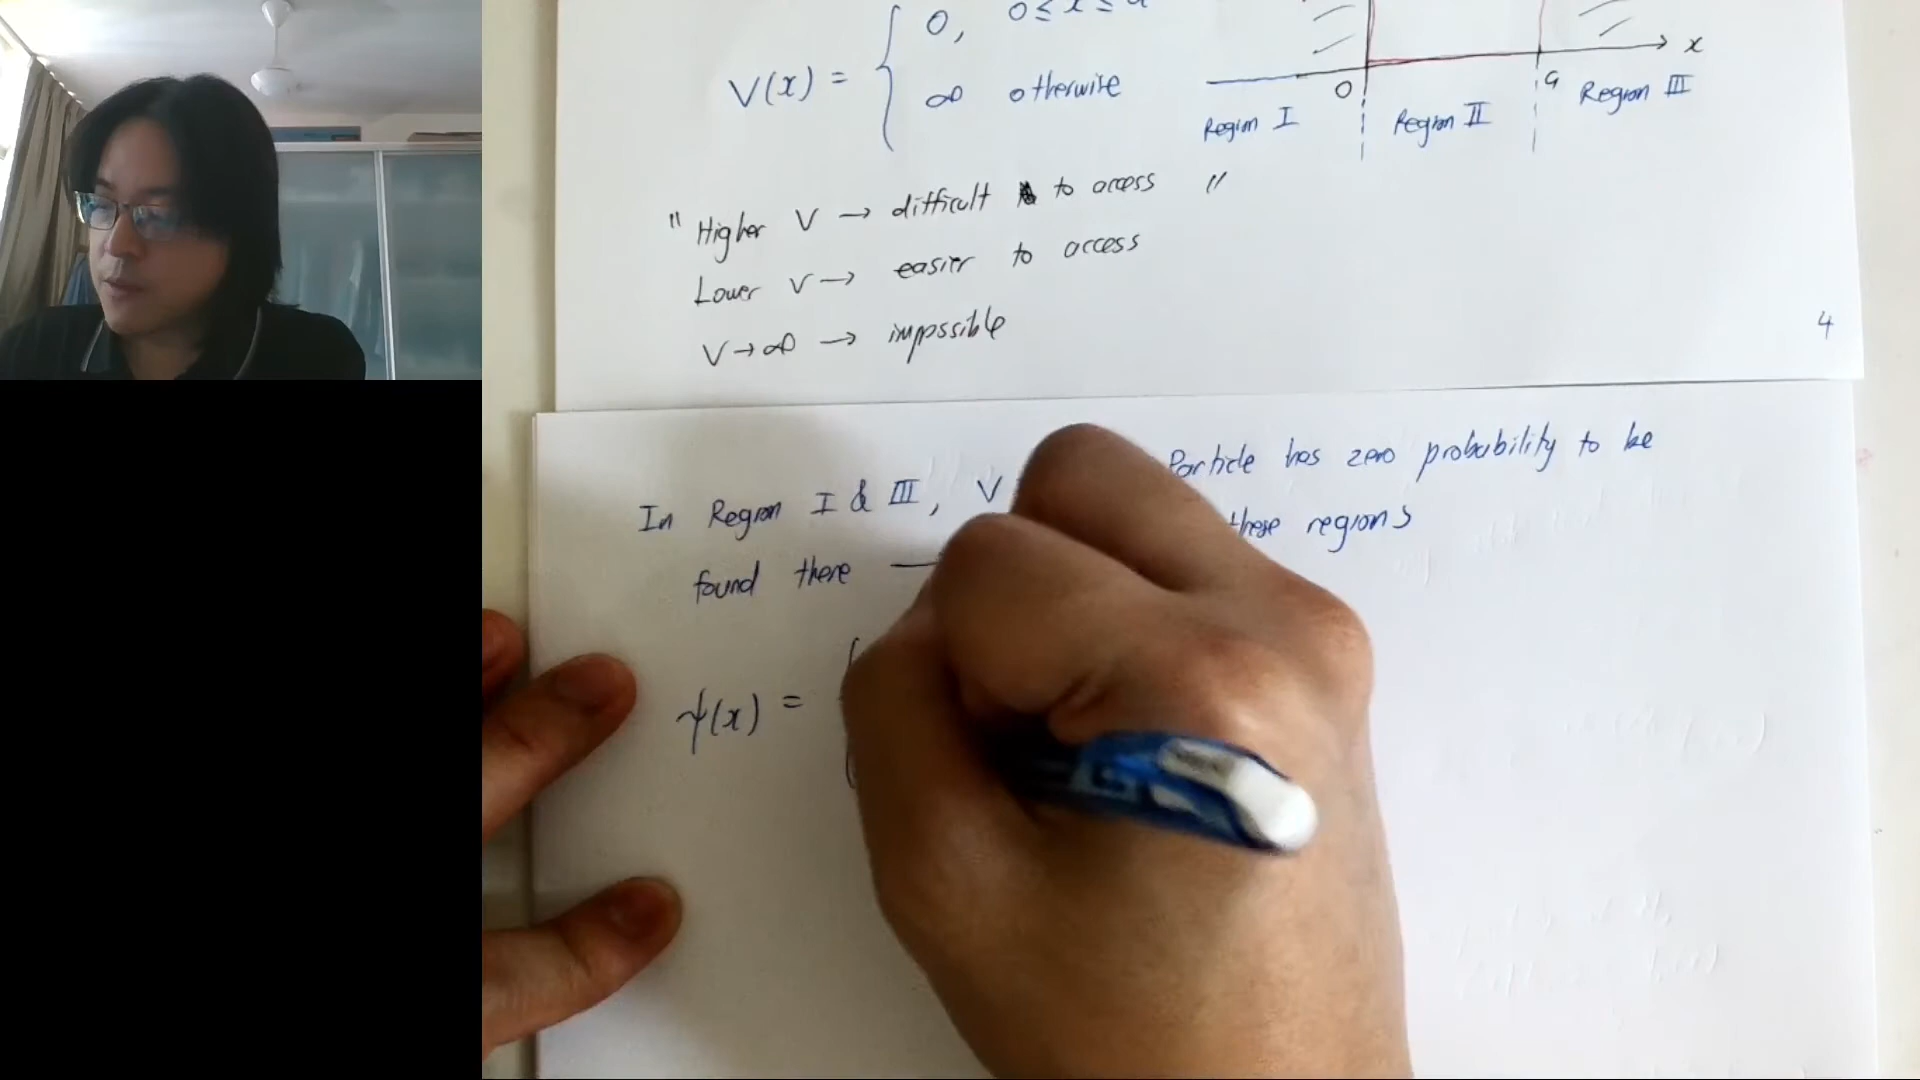 0, 0 ≤ x ≤ a
V(x) = {
∞ otherwise
x
0 a
Region I Region II Region III
" Higher V → difficult to access "
Lower V → easier to access
V → ∞ → impossible
4
In Region I & III, V Particle has zero probability to be
found there these regions
ψ(x) =